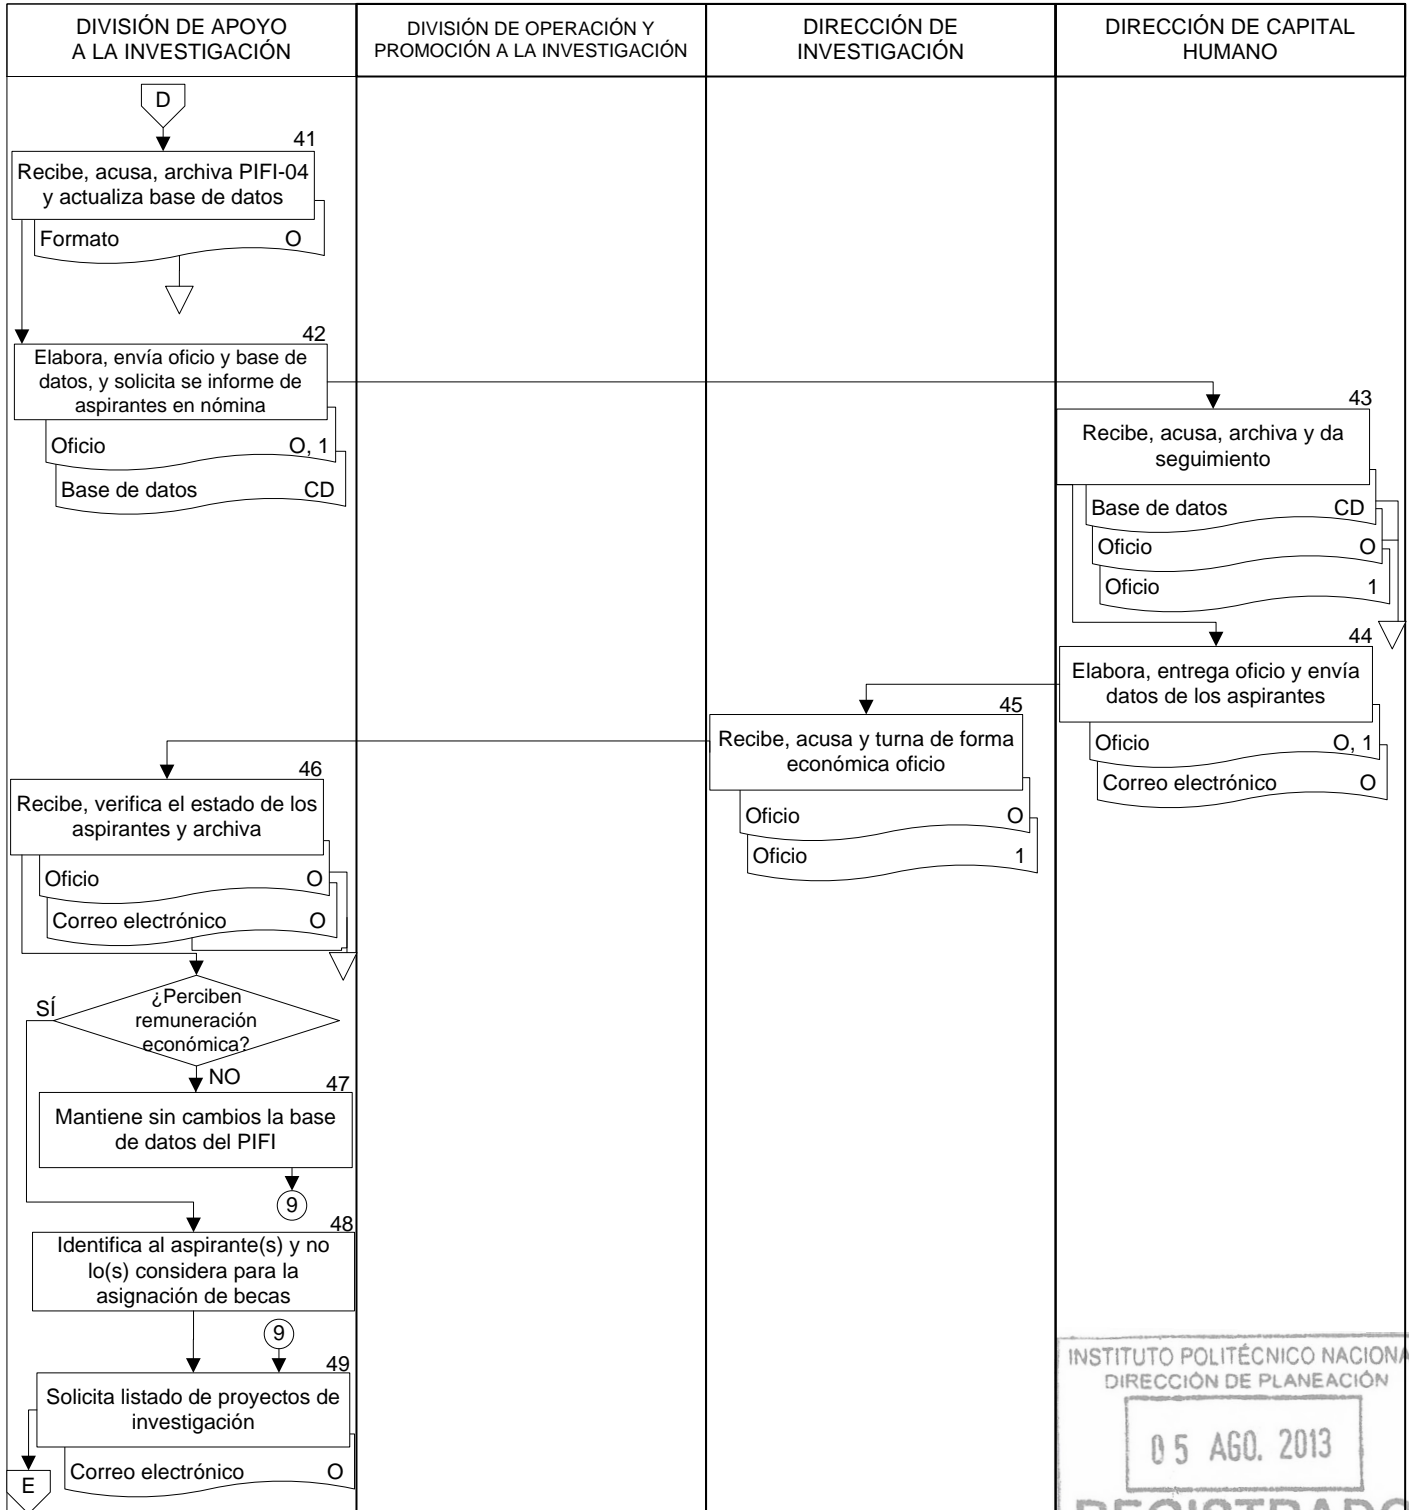 DIVISIÓN DE APOYO
A LA INVESTIGACIÓN
DIVISIÓN DE OPERACIÓN Y
PROMOCIÓN A LA INVESTIGACIÓN
DIRECCIÓN DE
INVESTIGACIÓN
DIRECCIÓN DE CAPITAL
HUMANO
D
41
Recibe, acusa, archiva PIFI-04
y actualiza base de datos
Formato O
42
Elabora, envía oficio y base de
datos, y solicita se informe de
aspirantes en nómina
Oficio O, 1
Base de datos CD
43
Recibe, acusa, archiva y da
seguimiento
Base de datos CD
Oficio O
Oficio 1
44
Elabora, entrega oficio y envía
datos de los aspirantes
Oficio O, 1
Correo electrónico O
45
Recibe, acusa y turna de forma
económica oficio
Oficio O
Oficio 1
46
Recibe, verifica el estado de los
aspirantes y archiva
Oficio O
Correo electrónico O
¿Perciben
remuneración
económica?
SÍ
NO
47
Mantiene sin cambios la base
de datos del PIFI
9
48
Identifica al aspirante(s) y no
lo(s) considera para la
asignación de becas
9
49
Solicita listado de proyectos de
investigación
Correo electrónico O
E
INSTITUTO POLITÉCNICO NACIONA
DIRECCIÓN DE PLANEACIÓN
05 AGO. 2013
REGISTRADO